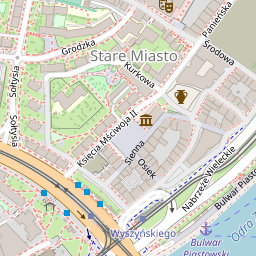 Panieńska
Grodzka
Stare Miasto
Środowa
Kurkowa
Sołtysia
Sołtysa
Księcia Mściwoja II
Sienna
Osiek
Nabrzeże Wieleckie
Bulwar Piastowski
Wyszyńskiego
Bulwar
Piastowski
Odra